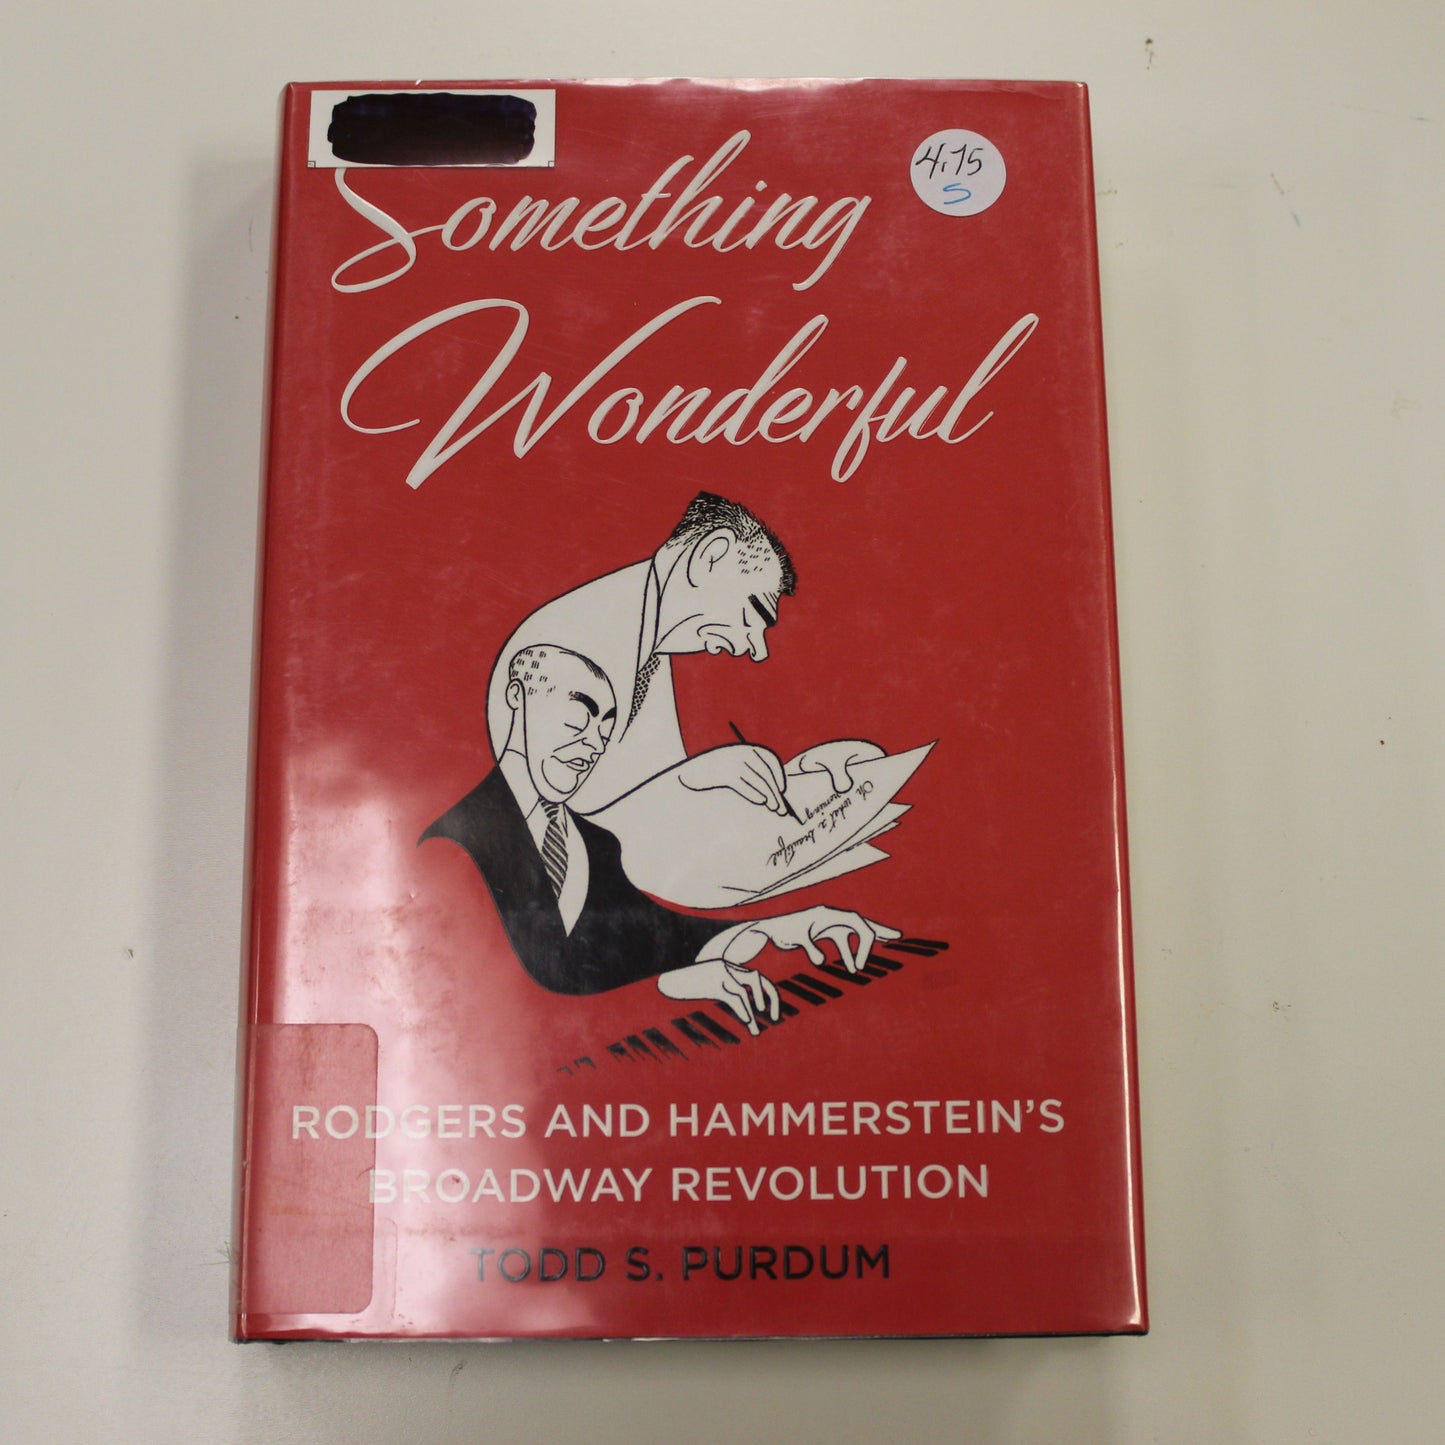 4.75
S
Something
Wonderful
Oh what a beautiful
morning
RODGERS AND HAMMERSTEIN'S
BROADWAY REVOLUTION
TODD S. PURDUM